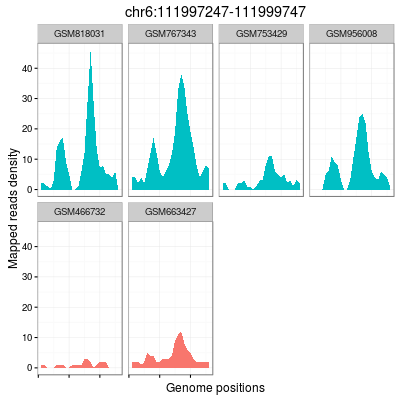 chr6:111997247-111999747
GSM818031 GSM767343 GSM753429 GSM956008
40
30
20
10
0
GSM466732 GSM663427
40
30
20
10
0
Mapped reads density
Genome positions